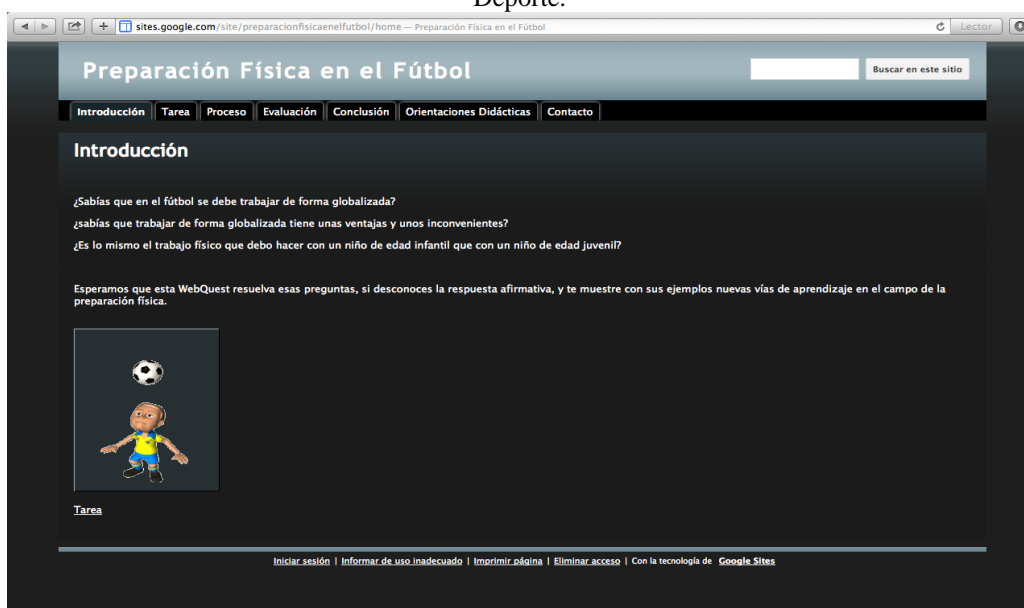 Deporte.
sites.google.com/site/preparacionfisicaenelfutbol/home — Preparación Física en el Fútbol
Lector
Preparación Física en el Fútbol
Buscar en este sitio
Introducción Tarea Proceso Evaluación Conclusión Orientaciones Didácticas Contacto
Introducción
¿Sabías que en el fútbol se debe trabajar de forma globalizada?
¿sabías que trabajar de forma globalizada tiene unas ventajas y unos inconvenientes?
¿Es lo mismo el trabajo físico que debo hacer con un niño de edad infantil que con un niño de edad juvenil?
Esperamos que esta WebQuest resuelva esas preguntas, si desconoces la respuesta afirmativa, y te muestre con sus ejemplos nuevas vías de aprendizaje en el campo de la
preparación física.
Tarea
Iniciar sesión | Informar de uso inadecuado | Imprimir página | Eliminar acceso | Con la tecnología de Google Sites